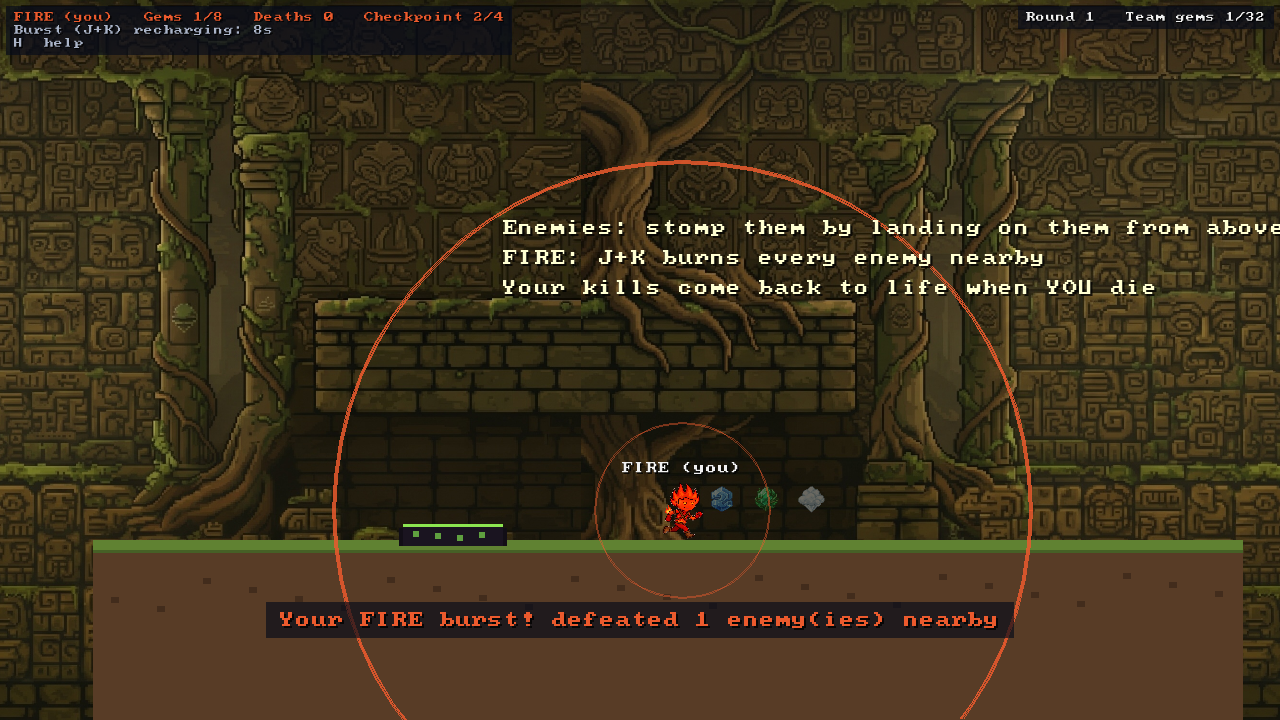 FIRE (you)   Gems 1/8   Deaths 0   Checkpoint 2/4
Burst (J+K) recharging: 8s
H  help
Round 1   Team gems 1/32
Enemies: stomp them by landing on them from above
FIRE: J+K burns every enemy nearby
Your kills come back to life when YOU die
FIRE (you)
Your FIRE burst! defeated 1 enemy(ies) nearby